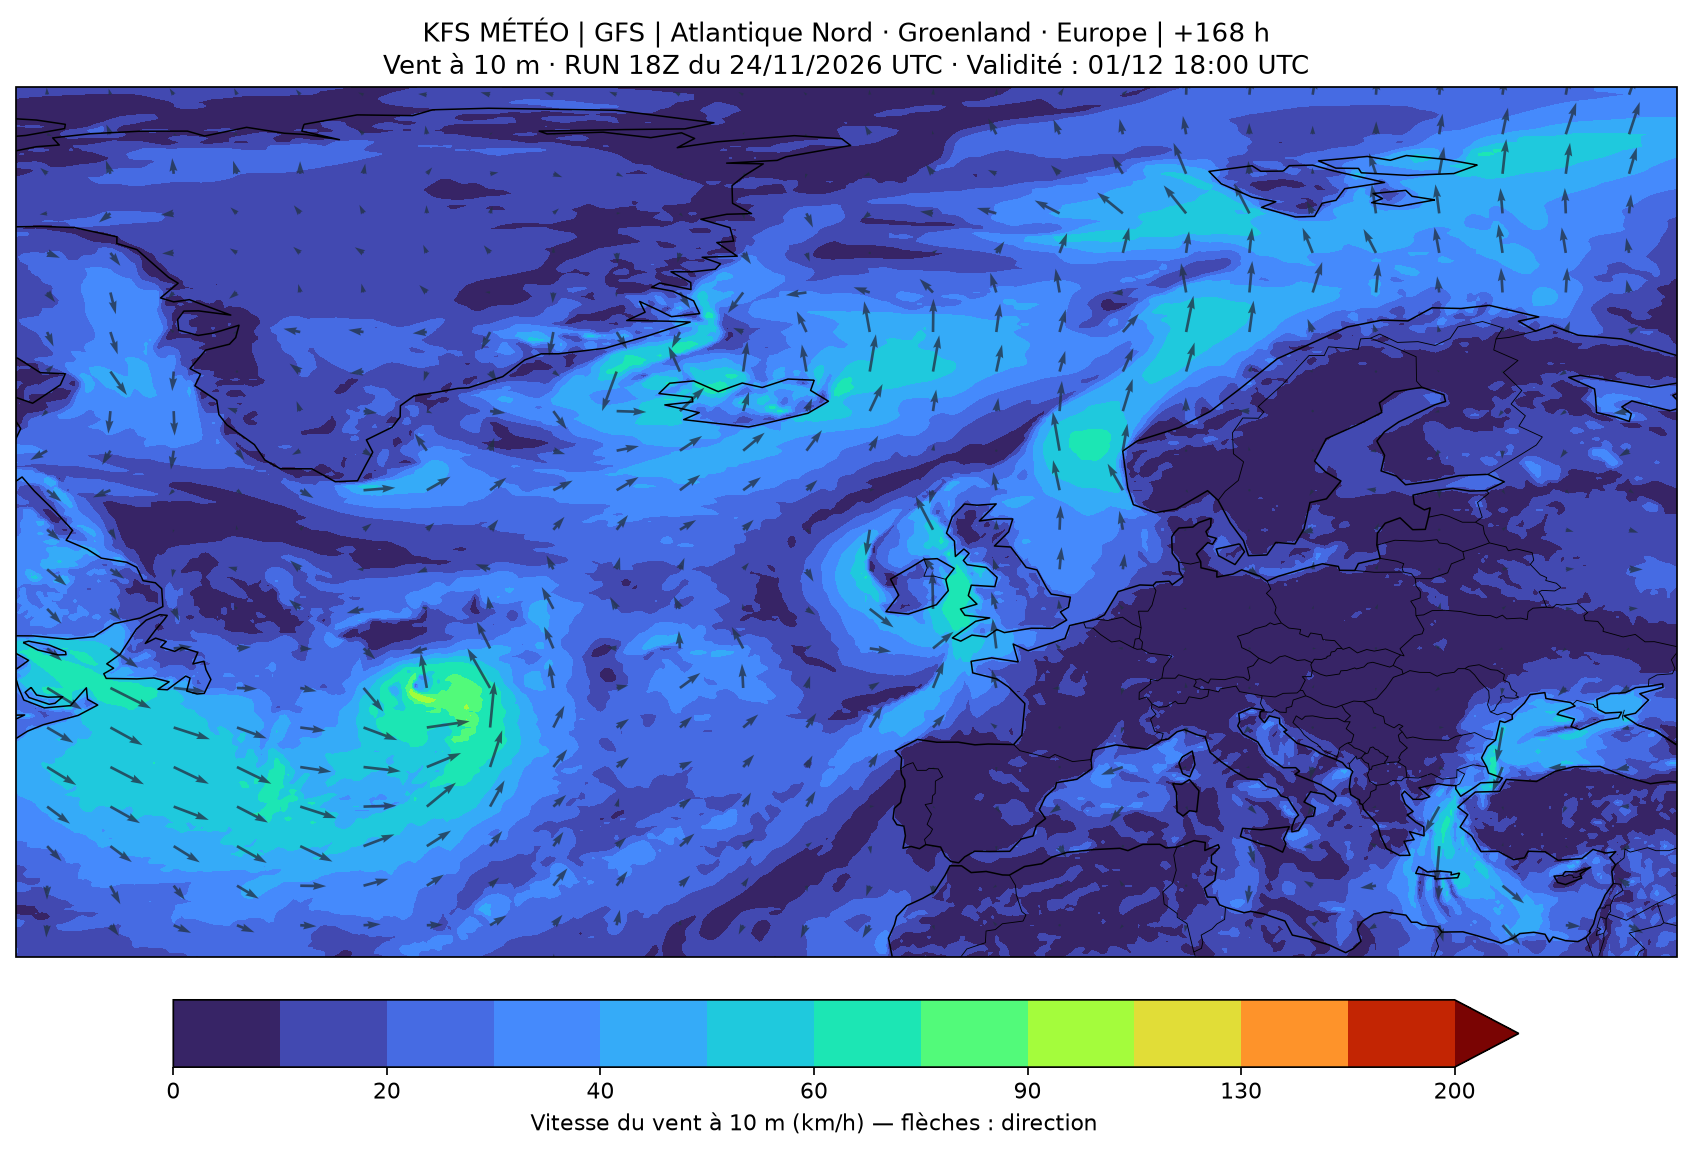 KFS MÉTÉO | GFS | Atlantique Nord · Groenland · Europe | +168 h
Vent à 10 m · RUN 18Z du 24/11/2026 UTC · Validité : 01/12 18:00 UTC
0 20 40 60 90 130 200
Vitesse du vent à 10 m (km/h) — flèches : direction